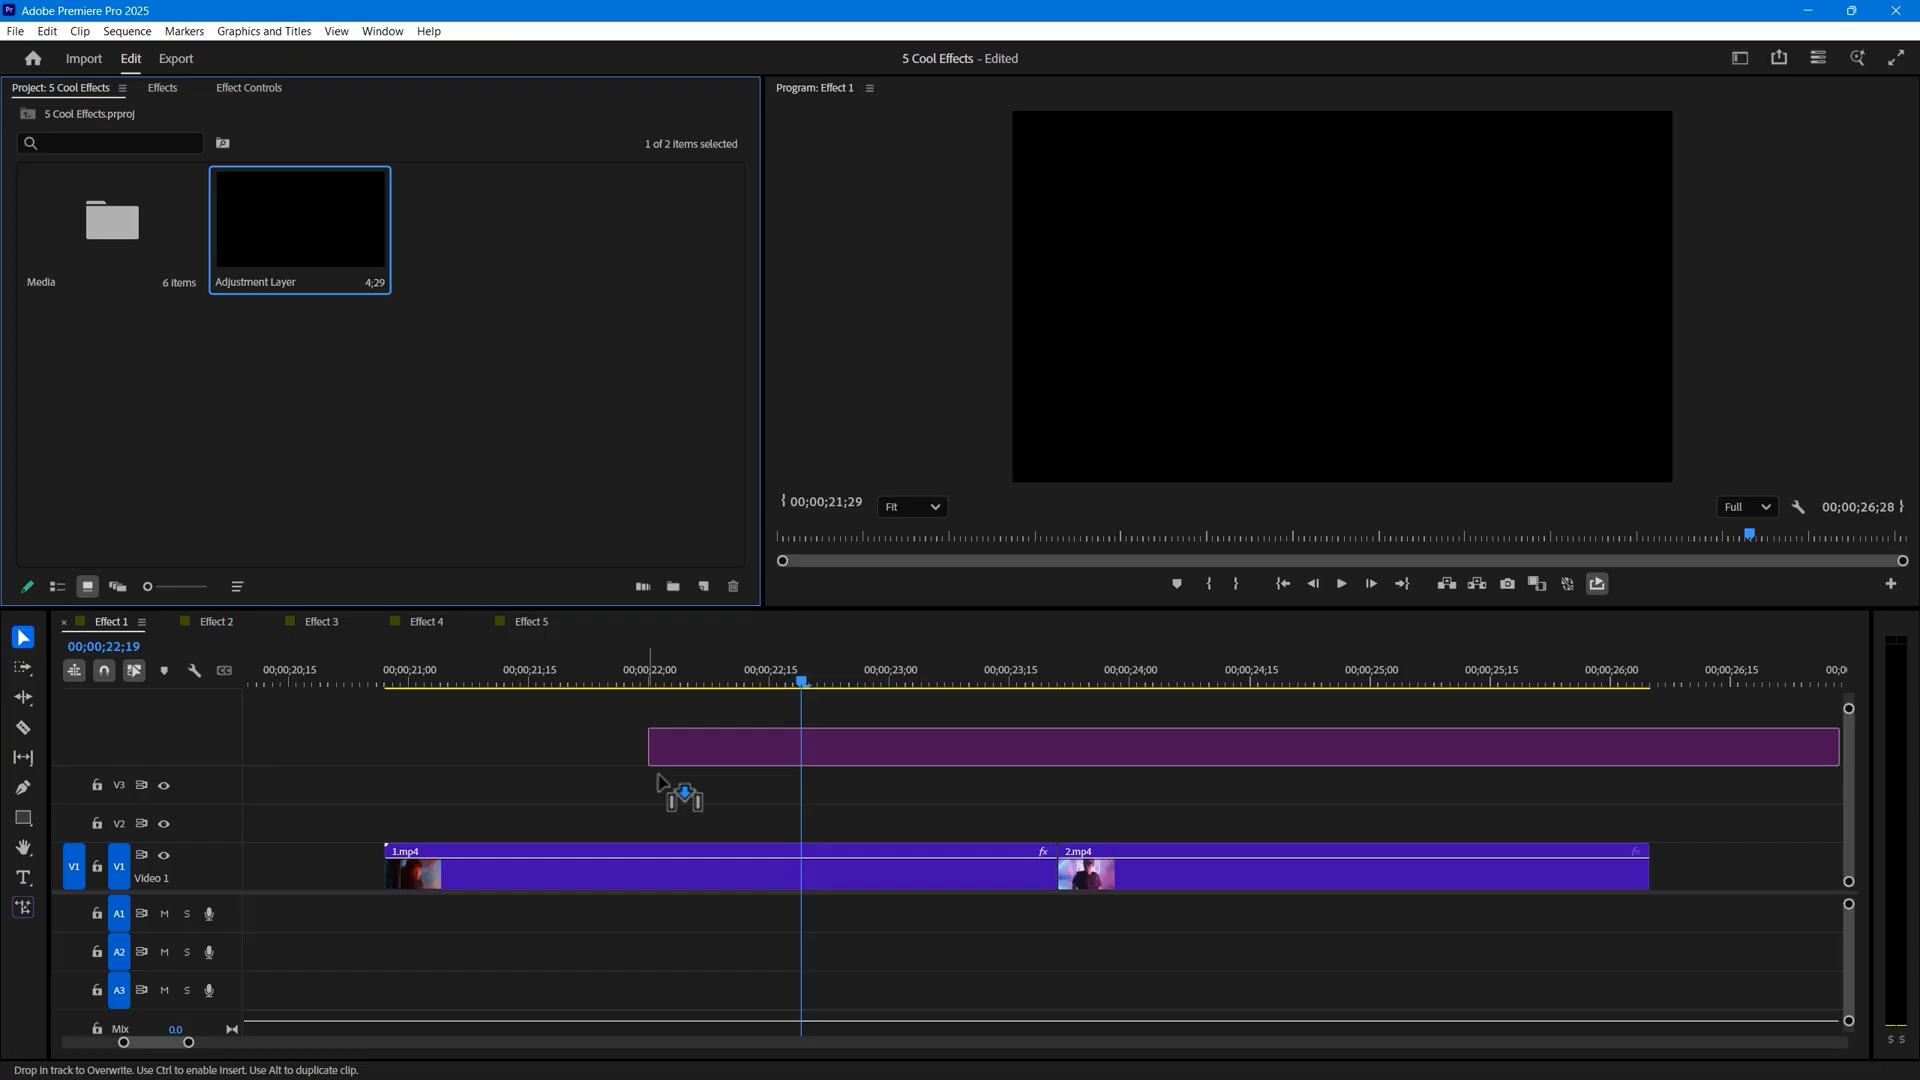 Adobe Premiere Pro 2025
File Edit Clip Sequence Markers Graphics and Titles View Window Help
Import Edit Export
5 Cool Effects - Edited
Project: 5 Cool Effects Effects Effect Controls
5 Cool Effects.prproj
1 of 2 items selected
Media 6 items
Adjustment Layer 4;29
Program: Effect 1
00;00;21;29 Fit Full 00;00;26;28
Effect 1 Effect 2 Effect 3 Effect 4 Effect 5
00;00;22;19
00;00;20;15 00;00;21;00 00;00;21;15 00;00;22;00 00;00;22;15 00;00;23;00 00;00;23;15 00;00;24;00 00;00;24;15 00;00;25;00 00;00;25;15 00;00;26;00 00;00;26;15 00;0
V3
V2
V1 V1 Video 1
1.mp4 fx 2.mp4 fx
A1 M S
A2 M S
A3 M S
Mix 0.0
S S
Drop in track to Overwrite. Use Ctrl to enable Insert. Use Alt to duplicate clip.